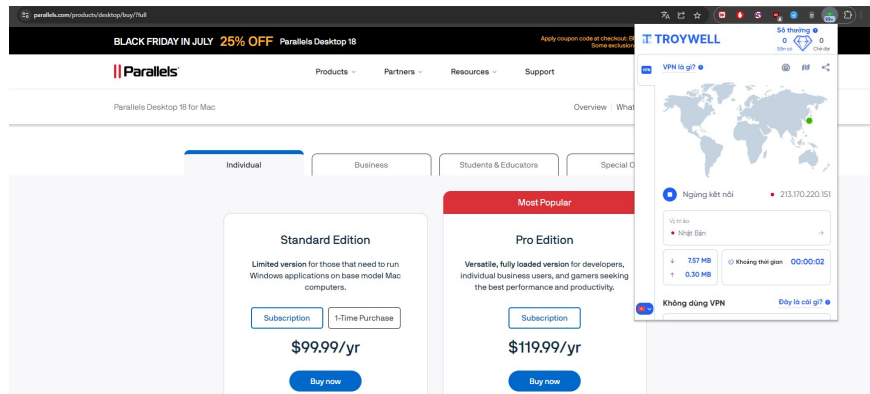 parallels.com/products/desktop/buy/?full
BLACK FRIDAY IN JULY 25% OFF Parallels Desktop 18
Apply coupon code at checkout:
Some exclusion
Parallels
Products
Partners
Resources
Support
Parallels Desktop 18 for Mac
Overview
What
Individual
Business
Students & Educators
Special O
Most Popular
Standard Edition
Limited version for those that need to run
Windows applications on base model Mac
computers.
Subscription
1-Time Purchase
$99.99/yr
Buy now
Pro Edition
Versatile, fully loaded version for developers,
individual business users, and gamers seeking
the best performance and productivity.
Subscription
$119.99/yr
Buy now
TROYWELL
Số thưởng
0
0
Sẵn có
Chờ đợi
VPN
VPN là gì?
Ngừng kết nối
213.170.220.151
Vị trí ảo
Nhật Bản
7.57 MB
0.30 MB
Khoảng thời gian 00:00:02
Không dùng VPN
Đây là cái gì?